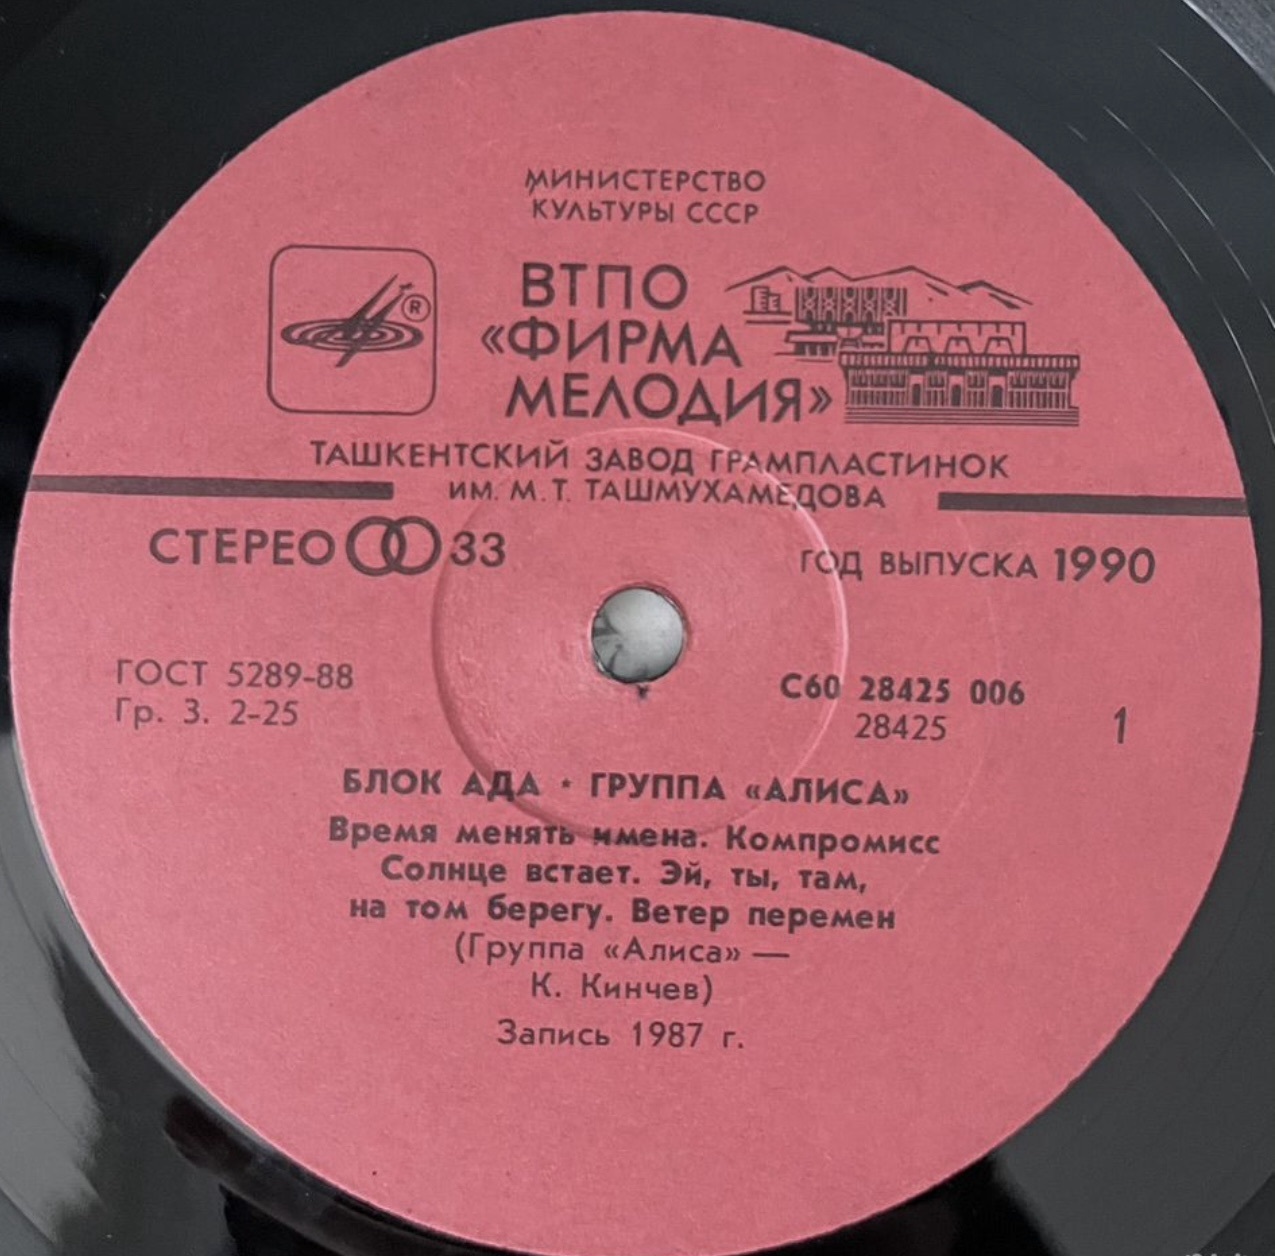 МИНИСТЕРСТВО
КУЛЬТУРЫ СССР
ВТПО
«ФИРМА
МЕЛОДИЯ»
®
ТАШКЕНТСКИЙ ЗАВОД ГРАМПЛАСТИНОК
ИМ. М. Т. ТАШМУХАМЕДОВА
СТЕРЕО 33
ГОД ВЫПУСКА 1990
ГОСТ 5289-88
Гр. 3. 2-25
С60 28425 006
28425
1
БЛОК АДА · ГРУППА «АЛИСА»
Время менять имена. Компромисс
Солнце встает. Эй, ты, там,
на том берегу. Ветер перемен
(Группа «Алиса» —
К. Кинчев)
Запись 1987 г.